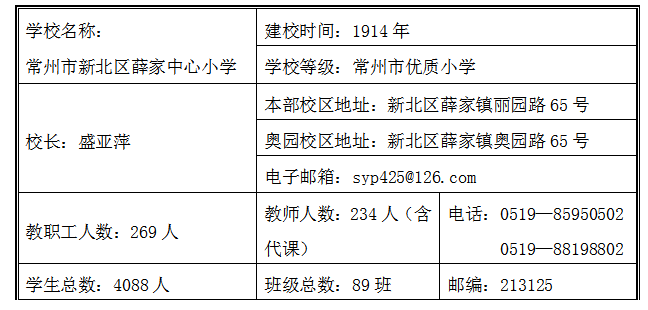 学校名称：
常州市新北区薛家中心小学
建校时间：1914 年
学校等级：常州市优质小学
校长：盛亚萍
本部校区地址：新北区薛家镇丽园路 65 号
奥园校区地址：新北区薛家镇奥园路 65 号
电子邮箱：syp425@126.com
教职工人数：269 人
教师人数：234 人（含
代课）
电话：0519—85950502
0519—88198802
学生总数：4088 人
班级总数：89 班
邮编：213125